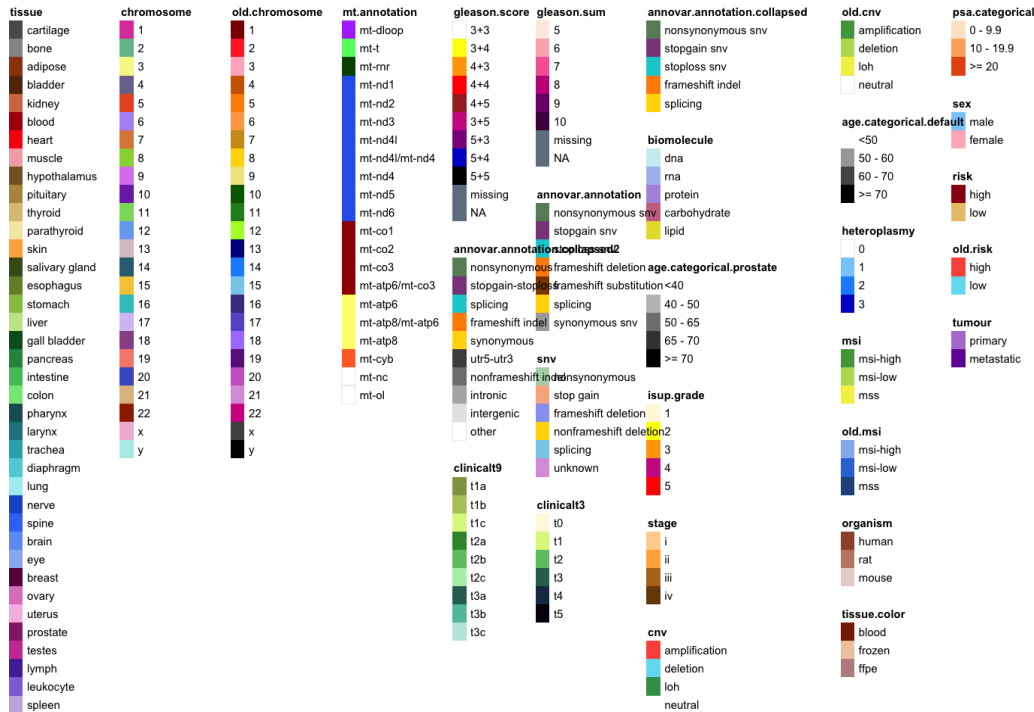 tissue
cartilage
bone
adipose
bladder
kidney
blood
heart
muscle
hypothalamus
pituitary
thyroid
parathyroid
skin
salivary gland
esophagus
stomach
liver
gall bladder
pancreas
intestine
colon
pharynx
larynx
trachea
diaphragm
lung
nerve
spine
brain
eye
breast
ovary
uterus
prostate
testes
lymph
leukocyte
spleen
chromosome
1
2
3
4
5
6
7
8
9
10
11
12
13
14
15
16
17
18
19
20
21
22
x
y
old.chromosome
1
2
3
4
5
6
7
8
9
10
11
12
13
14
15
16
17
18
19
20
21
22
x
y
mt.annotation
mt-dloop
mt-t
mt-rnr
mt-nd1
mt-nd2
mt-nd3
mt-nd4l
mt-nd4l/mt-nd4
mt-nd4
mt-nd5
mt-nd6
mt-co1
mt-co2
mt-co3
mt-atp6/mt-co3
mt-atp6
mt-atp8/mt-atp6
mt-atp8
mt-cyb
mt-nc
mt-ol
gleason.score
3+3
3+4
4+3
4+4
4+5
3+5
5+3
5+4
5+5
missing
NA
annovar.annotation.collapsed2
nonsynonymous
stopgain-stoploss
splicing
frameshift indel
synonymous
utr5-utr3
nonframeshift indel
intronic
intergenic
other
clinicalt9
t1a
t1b
t1c
t2a
t2b
t2c
t3a
t3b
t3c
gleason.sum
5
6
7
8
9
10
missing
NA
annovar.annotation
nonsynonymous snv
stopgain snv
stoploss snv
frameshift deletion
frameshift substitution
splicing
synonymous snv
snv
nonsynonymous
stop gain
frameshift deletion
nonframeshift deletion
splicing
unknown
clinicalt3
t0
t1
t2
t3
t4
t5
annovar.annotation.collapsed
nonsynonymous snv
stopgain snv
stoploss snv
frameshift indel
splicing
biomolecule
dna
rna
protein
carbohydrate
lipid
age.categorical.prostate
<40
40 - 50
50 - 65
65 - 70
>= 70
isup.grade
1
2
3
4
5
stage
i
ii
iii
iv
cnv
amplification
deletion
loh
neutral
old.cnv
amplification
deletion
loh
neutral
age.categorical.default
<50
50 - 60
60 - 70
>= 70
heteroplasmy
0
1
2
3
msi
msi-high
msi-low
mss
old.msi
msi-high
msi-low
mss
organism
human
rat
mouse
tissue.color
blood
frozen
ffpe
psa.categorical
0 - 9.9
10 - 19.9
>= 20
sex
male
female
risk
high
low
old.risk
high
low
tumour
primary
metastatic